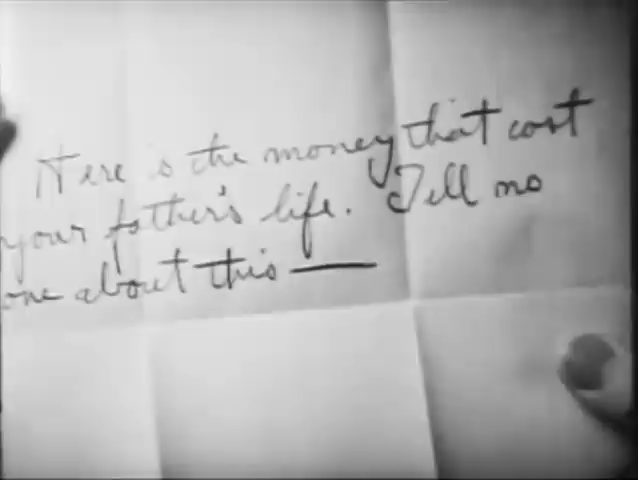 Here is the money that cost
your father's life. Tell no
one about this —